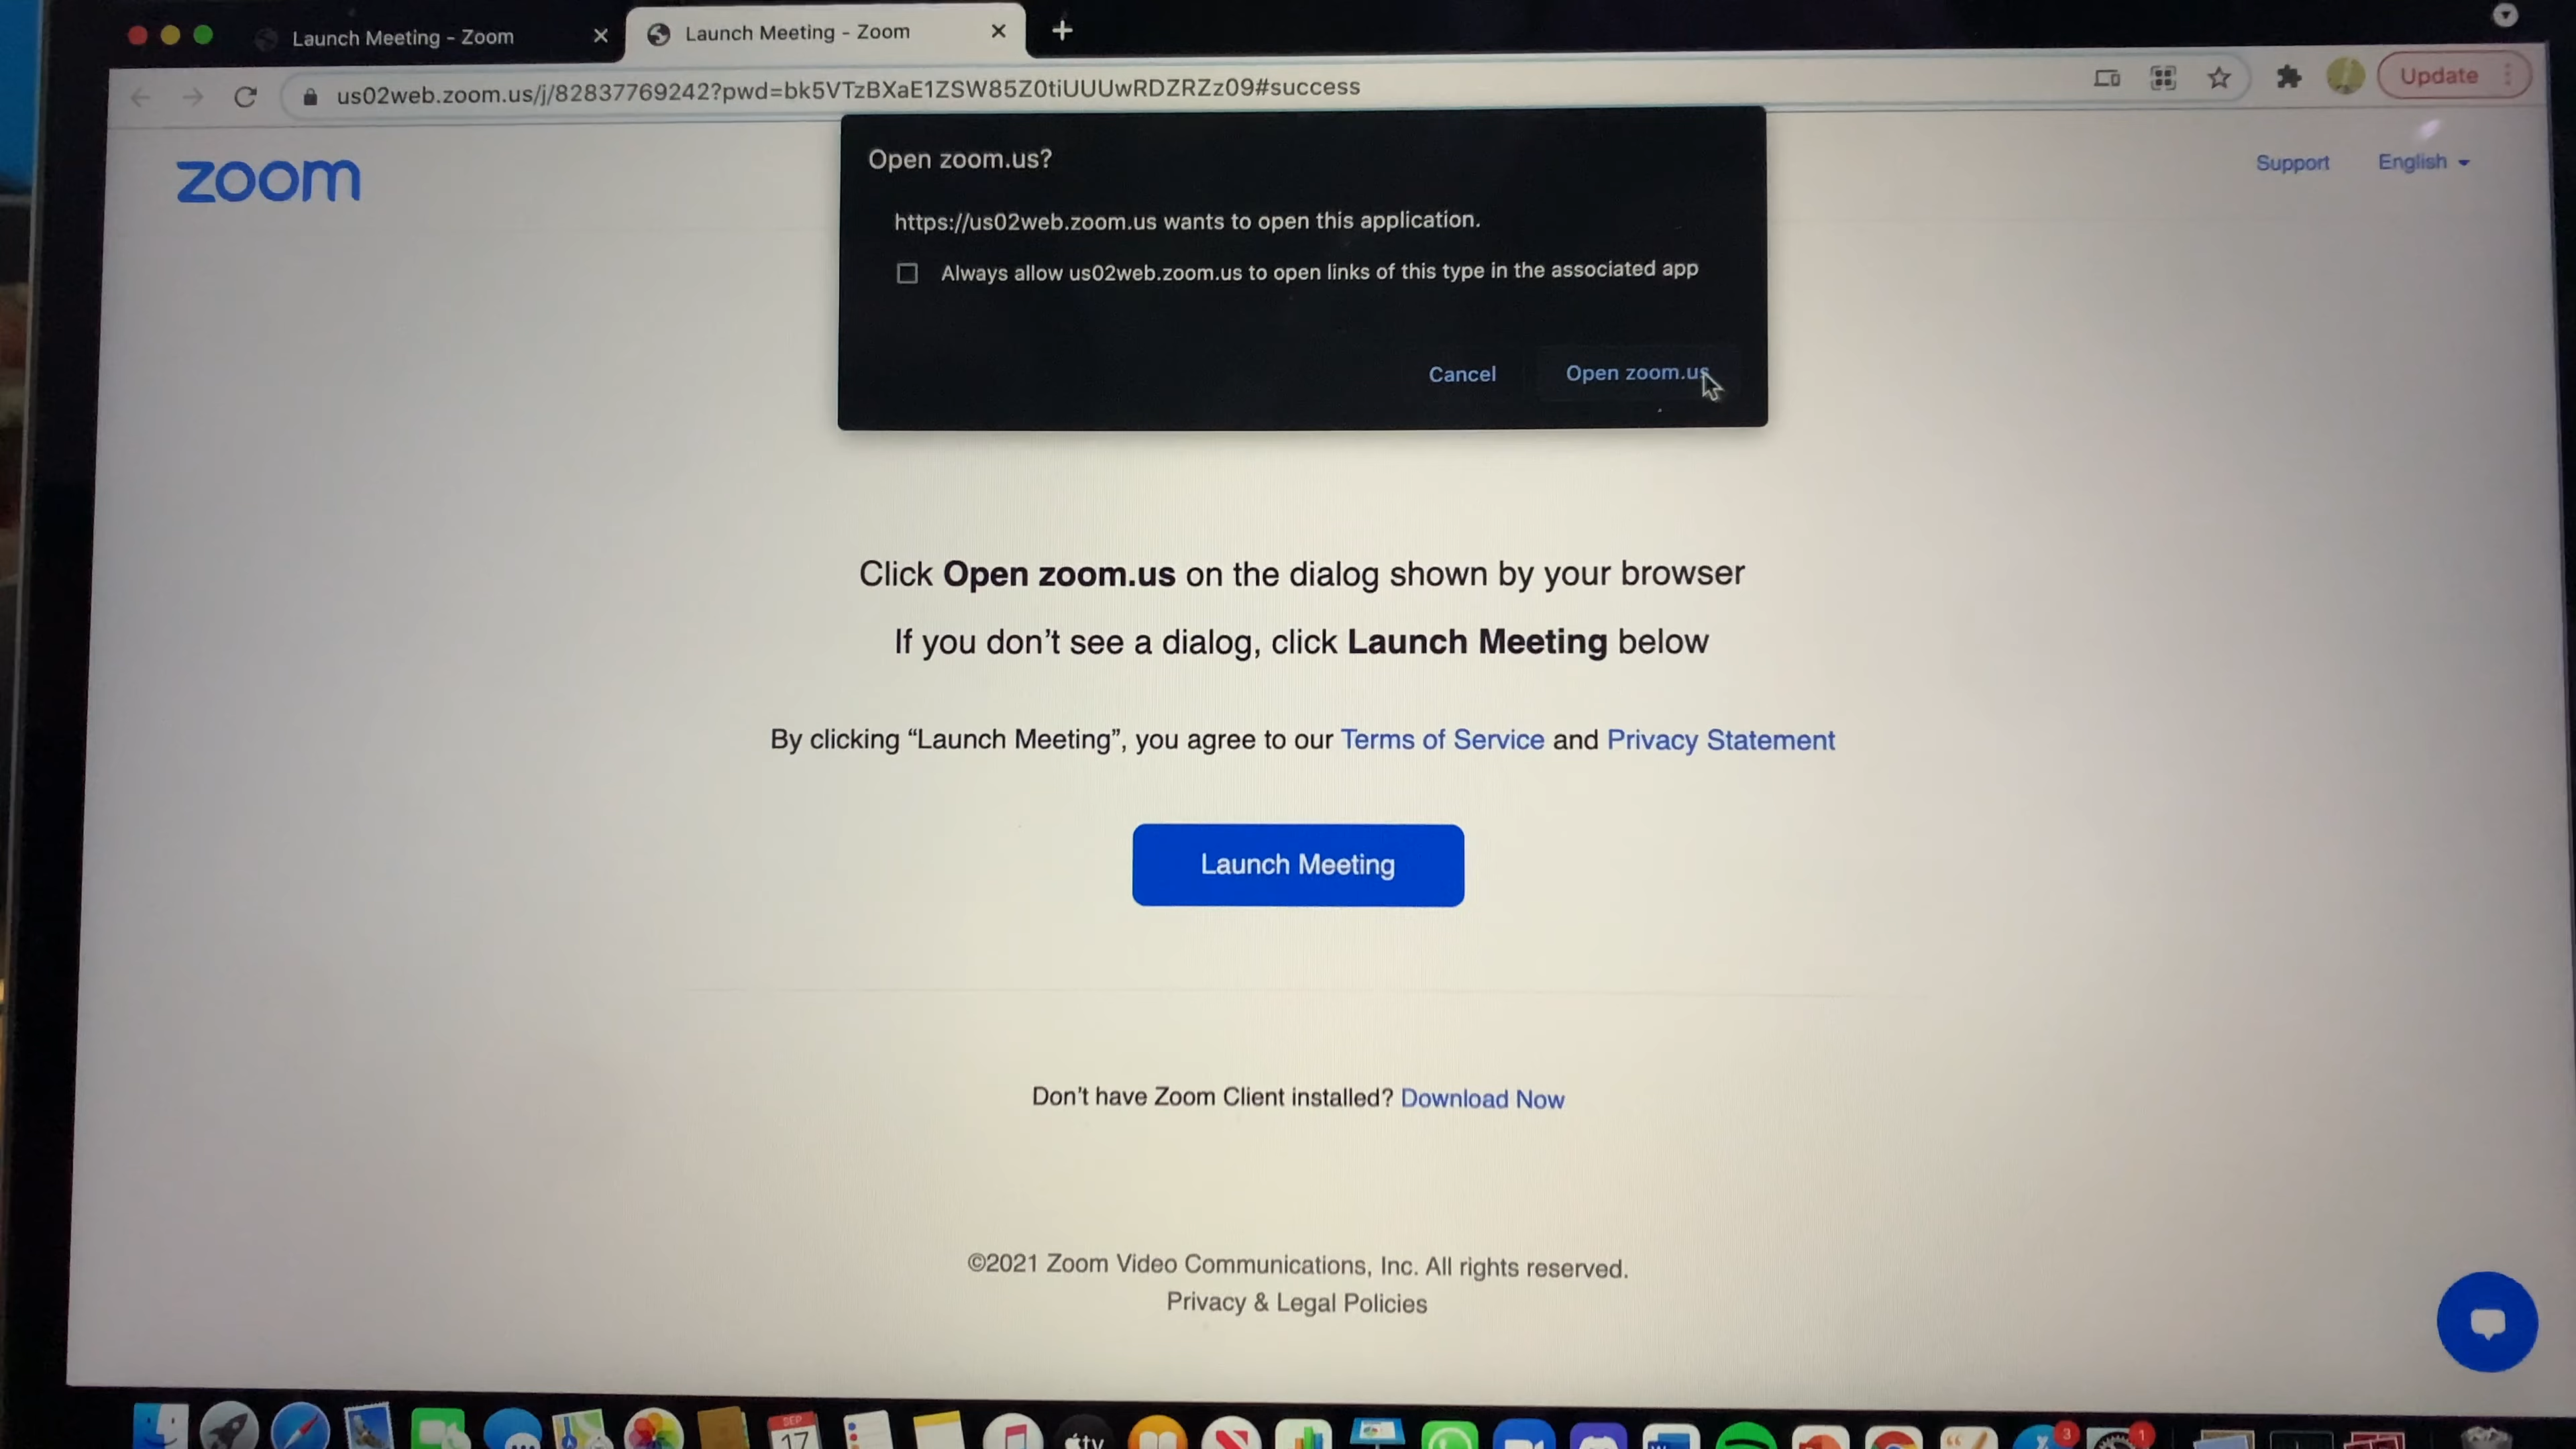 Launch Meeting - Zoom
Launch Meeting - Zoom
us02web.zoom.us/j/82837769242?pwd=bk5VTzBXaE1ZSW85Z0tiUUUwRDZRZz09#success
Update
zoom
Support
English
Open zoom.us?
https://us02web.zoom.us wants to open this application.
Always allow us02web.zoom.us to open links of this type in the associated app
Cancel
Open zoom.us
Click Open zoom.us on the dialog shown by your browser
If you don't see a dialog, click Launch Meeting below
By clicking “Launch Meeting”, you agree to our Terms of Service and Privacy Statement
Launch Meeting
Don't have Zoom Client installed? Download Now
©2021 Zoom Video Communications, Inc. All rights reserved.
Privacy & Legal Policies
SEP
17
tv
3
1